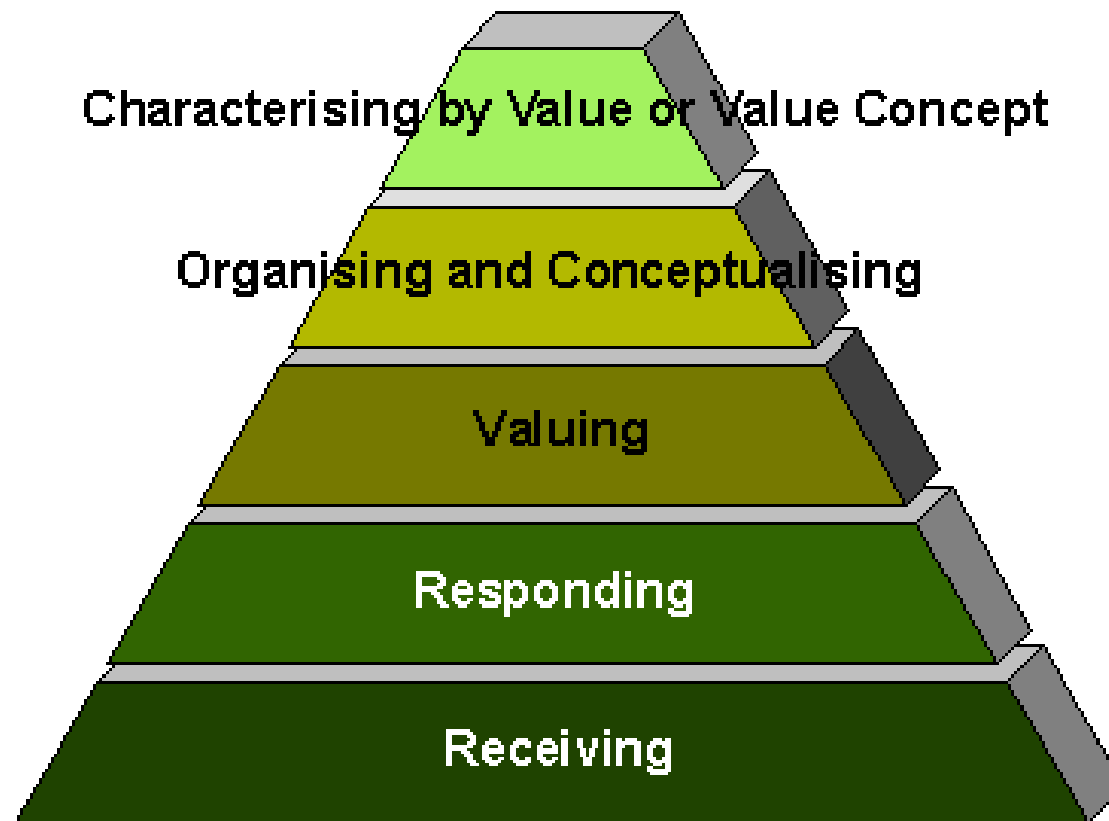 Characterising by Value or Value Concept
Organising and Conceptualising
Valuing
Responding
Receiving